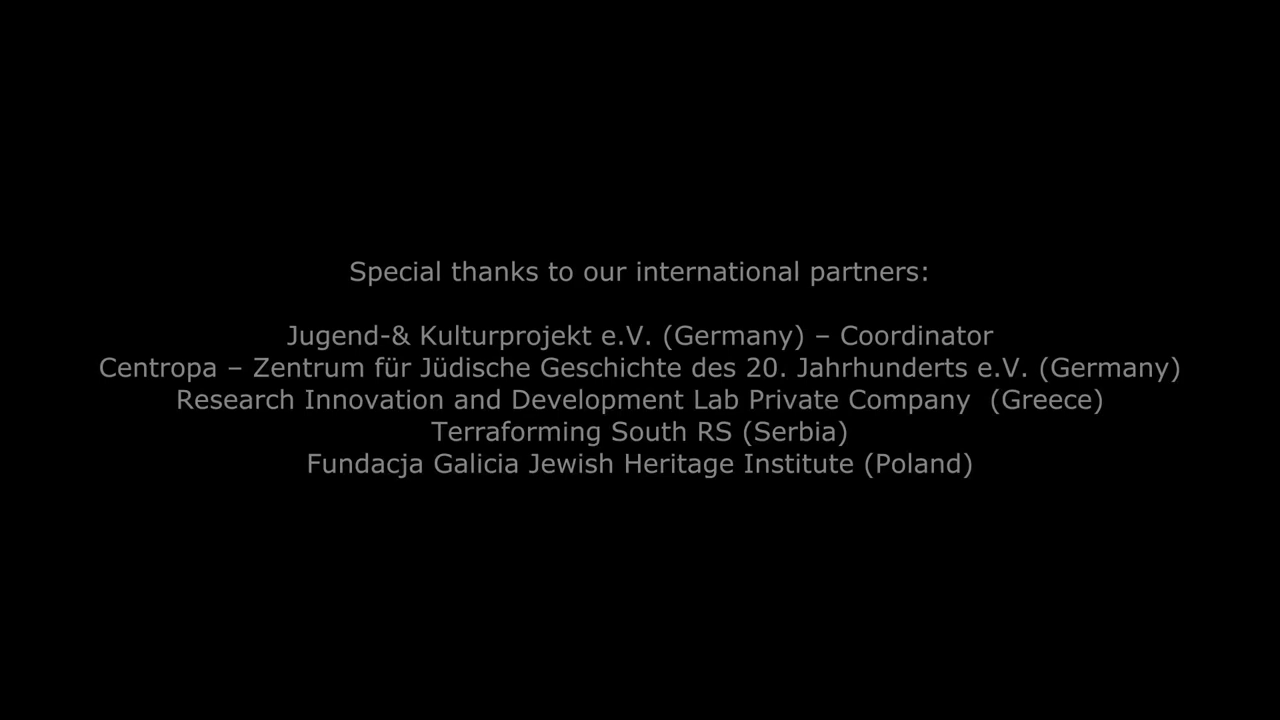 Special thanks to our international partners:
Jugend-& Kulturprojekt e.V. (Germany) – Coordinator
Centropa – Zentrum für Jüdische Geschichte des 20. Jahrhunderts e.V. (Germany)
Research Innovation and Development Lab Private Company  (Greece)
Terraforming South RS (Serbia)
Fundacja Galicia Jewish Heritage Institute (Poland)